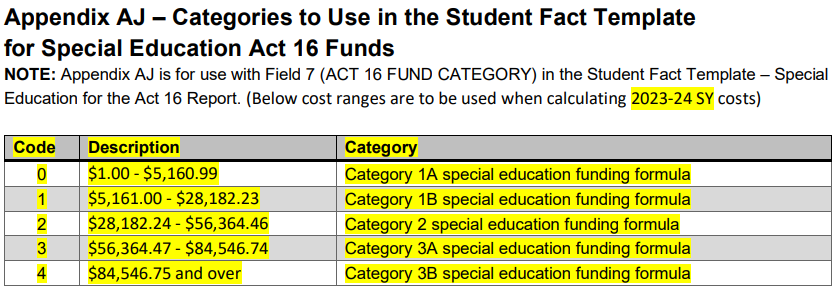 Appendix AJ – Categories to Use in the Student Fact Template
for Special Education Act 16 Funds
NOTE: Appendix AJ is for use with Field 7 (ACT 16 FUND CATEGORY) in the Student Fact Template – Special
Education for the Act 16 Report. (Below cost ranges are to be used when calculating 2023-24 SY costs)
Code Description Category
0 $1.00 - $5,160.99 Category 1A special education funding formula
1 $5,161.00 - $28,182.23 Category 1B special education funding formula
2 $28,182.24 - $56,364.46 Category 2 special education funding formula
3 $56,364.47 - $84,546.74 Category 3A special education funding formula
4 $84,546.75 and over Category 3B special education funding formula